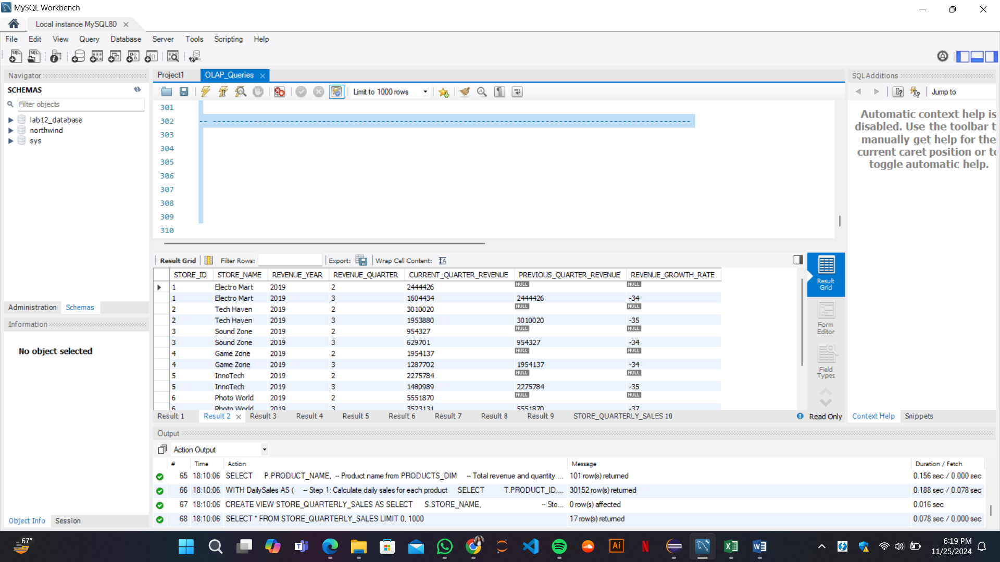 MySQL Workbench
Local instance MySQL80
File Edit View Query Database Server Tools Scripting Help
Navigator
SCHEMAS
Filter objects
lab12_database
northwind
sys
Administration Schemas
Information
No object selected
Object Info Session
Project1 OLAP_Queries
Limit to 1000 rows
301
302 -- ------------------------------------------------------------------------------------------
303
304
305
306
307
308
309
310
Result Grid Filter Rows: Export: Wrap Cell Content:
STORE_ID STORE_NAME REVENUE_YEAR REVENUE_QUARTER CURRENT_QUARTER_REVENUE PREVIOUS_QUARTER_REVENUE REVENUE_GROWTH_RATE
1 Electro Mart 2019 2 2444426 NULL NULL
1 Electro Mart 2019 3 1604434 2444426 -34
2 Tech Haven 2019 2 3010020 NULL NULL
2 Tech Haven 2019 3 1953880 3010020 -35
3 Sound Zone 2019 2 954327 NULL NULL
3 Sound Zone 2019 3 629701 954327 -34
4 Game Zone 2019 2 1954137 NULL NULL
4 Game Zone 2019 3 1287702 1954137 -34
5 InnoTech 2019 2 2275784 NULL NULL
5 InnoTech 2019 3 1480989 2275784 -35
6 Photo World 2019 2 5551870 NULL NULL
6 Photo World 2019 3 3523131 5551870 -37
Result Grid
Form Editor
Field Types
Result 1 Result 2 Result 3 Result 4 Result 5 Result 6 Result 7 Result 8 Result 9 STORE_QUARTERLY_SALES 10 Read Only
SQLAdditions
Jump to
Automatic context help is
disabled. Use the toolbar t
manually get help for the
current caret position or to
toggle automatic help.
Context Help Snippets
Output
Action Output
# Time Action Message Duration / Fetch
65 18:10:06 SELECT P.PRODUCT_NAME, -- Product name from PRODUCTS_DIM -- Total revenue and quantity ... 101 row(s) returned 0.156 sec / 0.000 sec
66 18:10:06 WITH DailySales AS ( -- Step 1: Calculate daily sales for each product SELECT T.PRODUCT_ID,... 30152 row(s) returned 0.188 sec / 0.078 sec
67 18:10:06 CREATE VIEW STORE_QUARTERLY_SALES AS SELECT S.STORE_NAME, -- Sto... 0 row(s) affected 0.016 sec
68 18:10:06 SELECT * FROM STORE_QUARTERLY_SALES LIMIT 0, 1000 17 row(s) returned 0.078 sec / 0.000 sec
67°
6:19 PM
11/25/2024